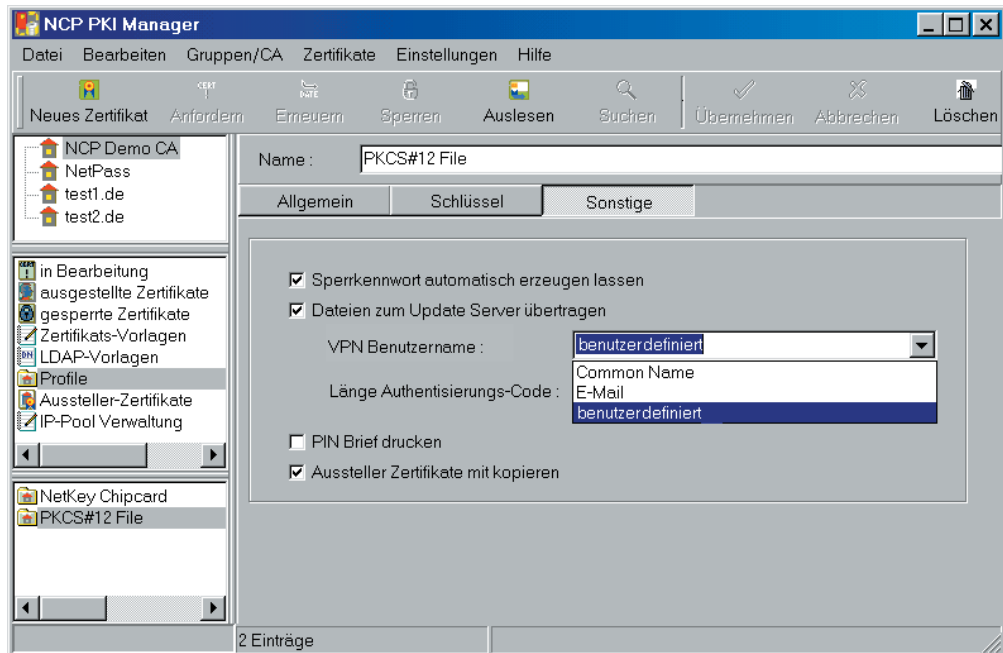 NCP PKI Manager
Datei Bearbeiten Gruppen/CA Zertifikate Einstellungen Hilfe
CERT DATE
Neues Zertifikat Anfordern Erneuern Sperren Auslesen Suchen Übernehmen Abbrechen Löschen
NCP Demo CA
NetPass
test1.de
test2.de
in Bearbeitung
ausgestellte Zertifikate
gesperrte Zertifikate
Zertifikats-Vorlagen
LDAP-Vorlagen
Profile
Aussteller-Zertifikate
IP-Pool Verwaltung
NetKey Chipcard
PKCS#12 File
Name : PKCS#12 File
Allgemein Schlüssel Sonstige
Sperrkennwort automatisch erzeugen lassen
Dateien zum Update Server übertragen
VPN Benutzername : benutzerdefiniert
Common Name
Länge Authentisierungs-Code : E-Mail
benutzerdefiniert
PIN Brief drucken
Aussteller Zertifikate mit kopieren
2 Einträge